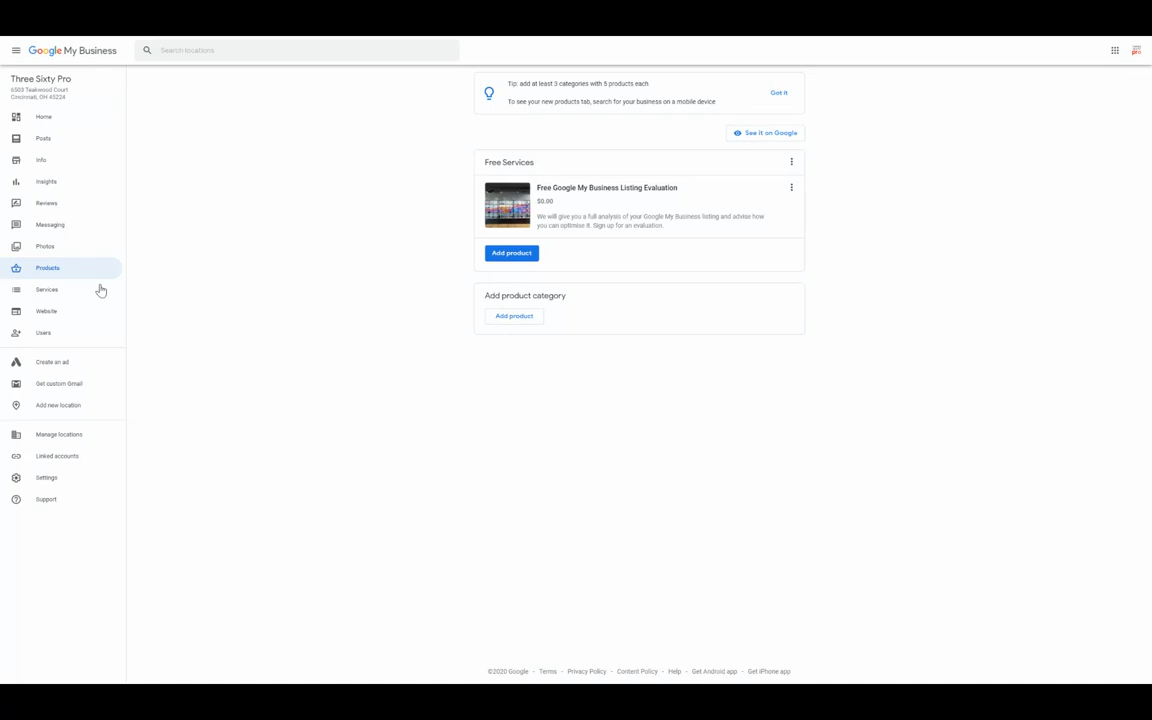 Google My Business
Search locations
pro
Three Sixty Pro
6503 Teakwood Court
Cincinnati, OH 45224
Home
Posts
Info
Insights
Reviews
Messaging
Photos
Products
Services
Website
Users
Create an ad
Get custom Gmail
Add new location
Manage locations
Linked accounts
Settings
Support
Tip: add at least 3 categories with 5 products each
To see your new products tab, search for your business on a mobile device
Got it
See it on Google
Free Services
Free Google My Business Listing Evaluation
$0.00
We will give you a full analysis of your Google My Business listing and advise how
you can optimise it. Sign up for an evaluation.
Add product
Add product category
Add product
©2020 Google - Terms - Privacy Policy - Content Policy - Help - Get Android app - Get iPhone app